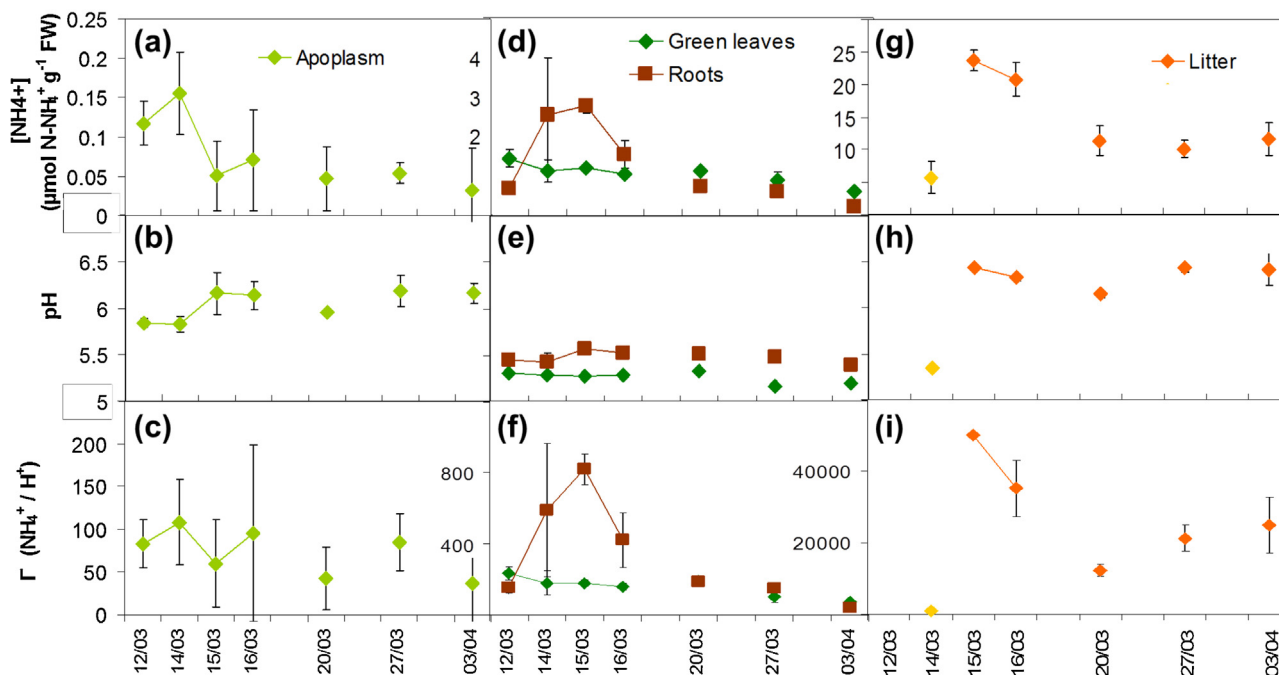 [NH4+]
(µmol N-NH₄⁺ g⁻¹ FW)
0.25
0.2
0.15
0.1
0.05
0
(a)
Apoplasm
(d)
Green leaves
Roots
4
3
2
(g)
Litter
25
20
15
10
pH
6.5
6
5.5
5
(b)
(e)
(h)
Γ (NH₄⁺ / H⁺)
200
150
100
50
0
(c)
800
400
(f)
40000
20000
(i)
12/03
14/03
15/03
16/03
20/03
27/03
03/04
12/03
14/03
15/03
16/03
20/03
27/03
03/04
12/03
14/03
15/03
16/03
20/03
27/03
03/04